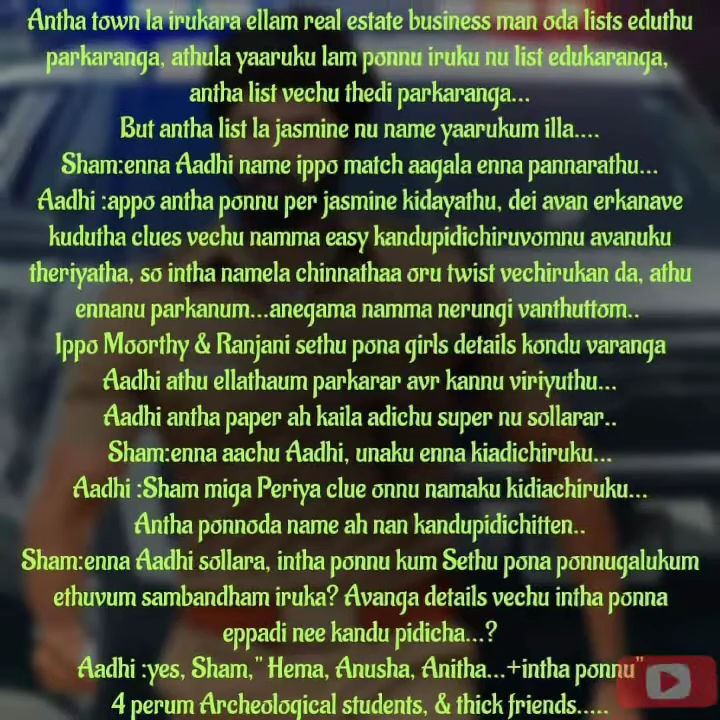 Antha town la irukara ellam real estate business man oda lists eduthu
parkaranga, athula yaaruku lam ponnu iruku nu list edukaranga,
antha list vechu thedi parkaranga...
But antha list la jasmine nu name yaarukum illa....
Sham:enna Aadhi name ippo match aagala enna pannarathu...
Aadhi :appo antha ponnu per jasmine kidayathu, dei avan erkanave
kudutha clues vechu namma easy kandupidichiruvomnu avanuku
theriyatha, so intha namela chinnathaa oru twist vechirukan da, athu
ennanu parkanum...anegama namma nerungi vanthuttom..
Ippo Moorthy & Ranjani sethu pona girls details kondu varanga
Aadhi athu ellathaum parkarar avr kannu viriyuthu...
Aadhi antha paper ah kaila adichu super nu sollarar..
Sham:enna aachu Aadhi, unaku enna kiadichiruku...
Aadhi :Sham miga Periya clue onnu namaku kidiachiruku...
Antha ponnoda name ah nan kandupidichitten..
Sham:enna Aadhi sollara, intha ponnu kum Sethu pona ponnugalukum
ethuvum sambandham iruka? Avanga details vechu intha ponna
eppadi nee kandu pidicha...?
Aadhi :yes, Sham," Hema, Anusha, Anitha...+intha ponnu"
4 perum Archeological students, & thick friends.....